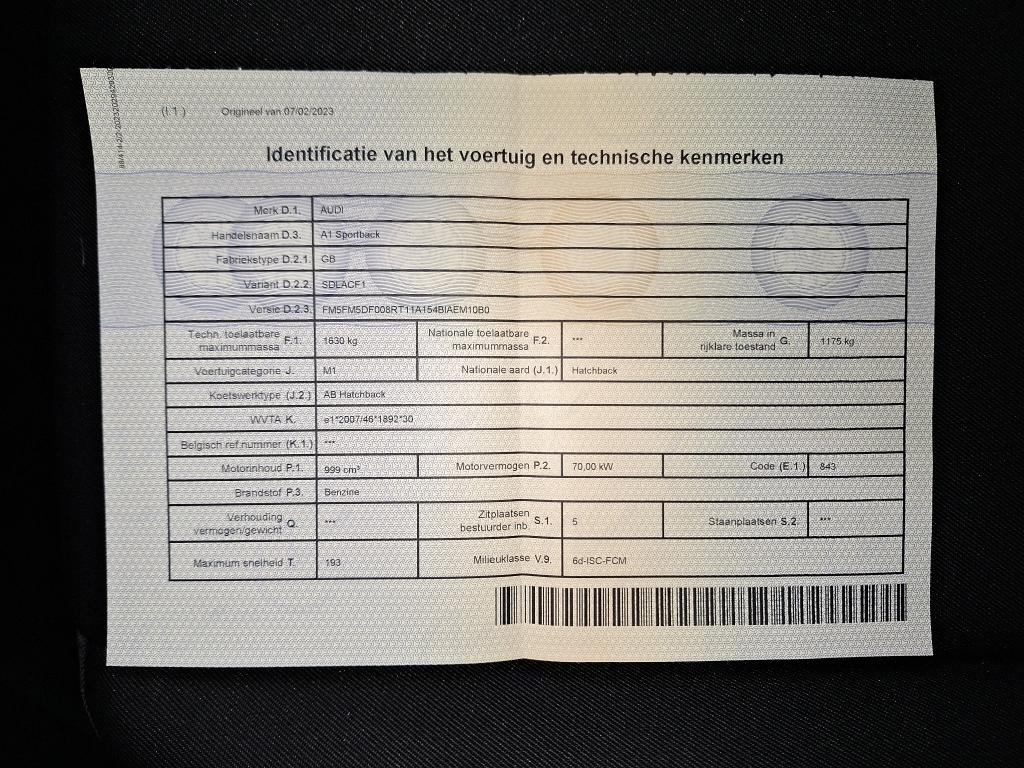 (I.1.) Origineel van 07/02/2023
Identificatie van het voertuig en technische kenmerken
Merk D.1. AUDI
Handelsnaam D.3. A1 Sportback
Fabriekstype D.2.1. GB
Variant D.2.2. SDLACF1
Versie D.2.3. FM5FM5DF008RT11A154BIAEM10B0
Techn. toelaatbare maximummassa F.1. 1630 kg Nationale toelaatbare maximummassa F.2. *** Massa in rijklare toestand G. 1175 kg
Voertuigcategorie J. M1 Nationale aard (J.1.) Hatchback
Koetswerktype (J.2.) AB Hatchback
WVTA K. e1*2007/46*1892*30
Belgisch ref.nummer (K.1.) ***
Motorinhoud P.1. 999 cm³ Motorvermogen P.2. 70,00 kW Code (E.1.) 843
Brandstof P.3. Benzine
Verhouding vermogen/gewicht Q. *** Zitplaatsen bestuurder inb. S.1. 5 Staanplaatsen S.2. ***
Maximum snelheid T. 193 Milieuklasse V.9. 6d-ISC-FCM